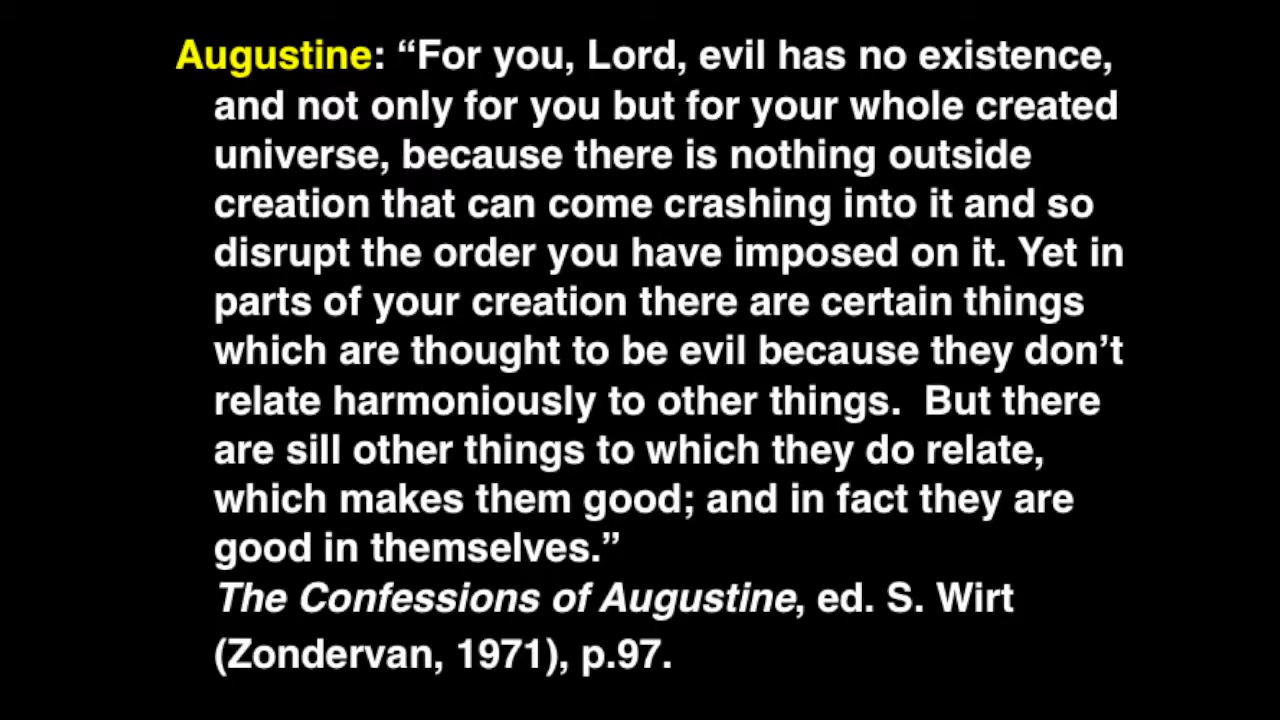 Augustine: “For you, Lord, evil has no existence,
and not only for you but for your whole created
universe, because there is nothing outside
creation that can come crashing into it and so
disrupt the order you have imposed on it. Yet in
parts of your creation there are certain things
which are thought to be evil because they don’t
relate harmoniously to other things.  But there
are sill other things to which they do relate,
which makes them good; and in fact they are
good in themselves.”
The Confessions of Augustine, ed. S. Wirt
(Zondervan, 1971), p.97.